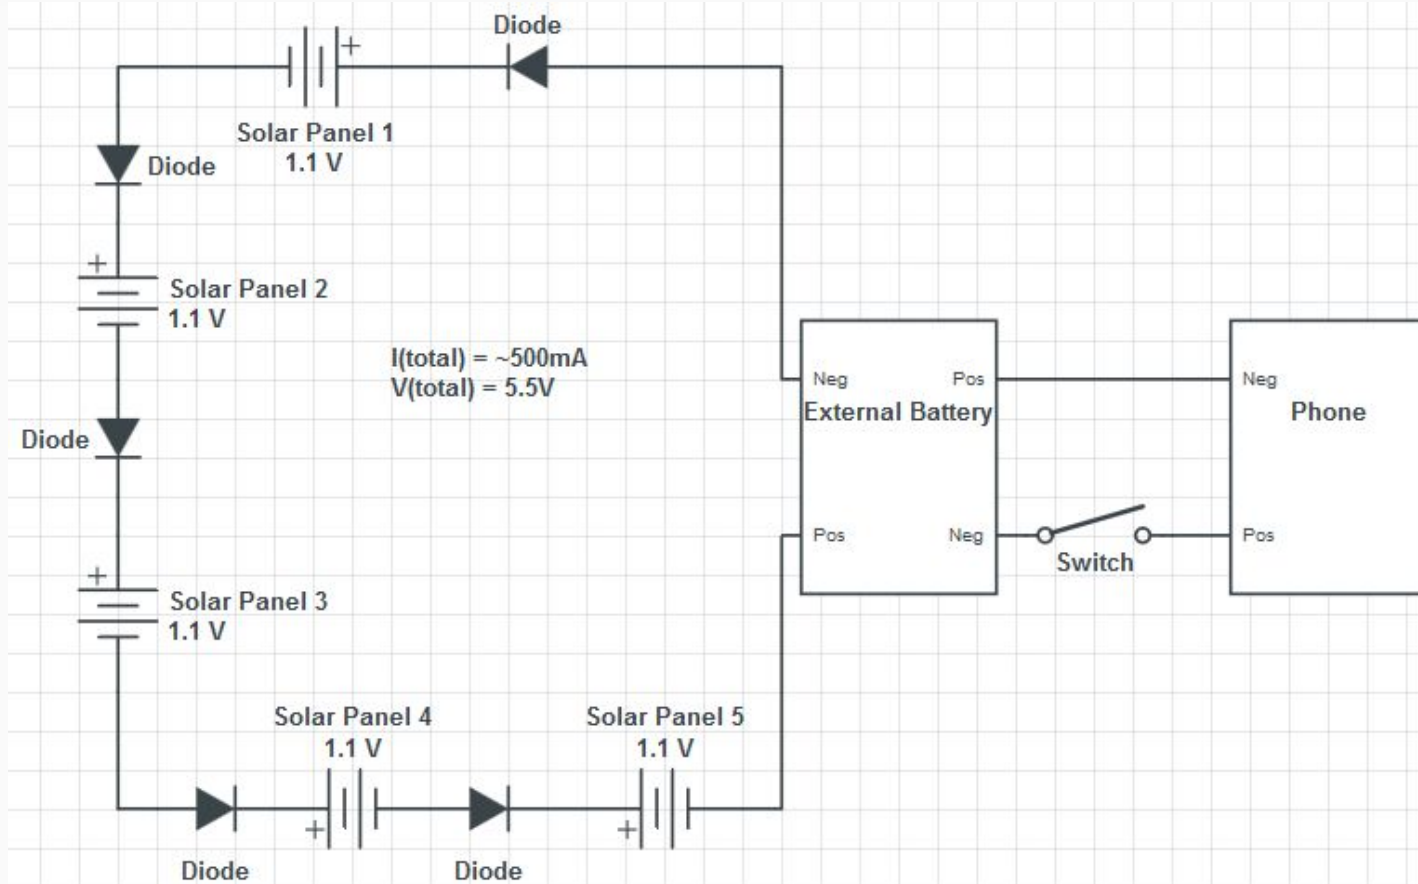 Diode
+
Solar Panel 1
1.1 V
Diode
+
Solar Panel 2
1.1 V
I(total) = ~500mA
V(total) = 5.5V
Neg
Pos
External Battery
Neg
Phone
Diode
Pos
Neg
Switch
Pos
+
Solar Panel 3
1.1 V
Solar Panel 4
1.1 V
Solar Panel 5
1.1 V
+
+
Diode
Diode